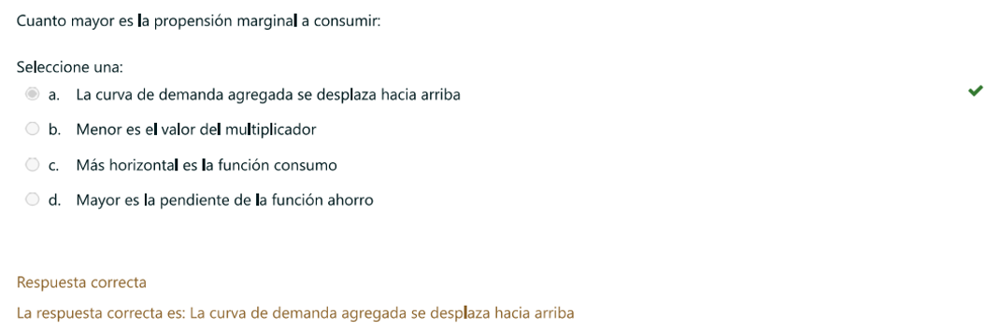 Cuanto mayor es la propensión marginal a consumir:
Seleccione una:
a. La curva de demanda agregada se desplaza hacia arriba
b. Menor es el valor del multiplicador
c. Más horizontal es la función consumo
d. Mayor es la pendiente de la función ahorro
Respuesta correcta
La respuesta correcta es: La curva de demanda agregada se desplaza hacia arriba